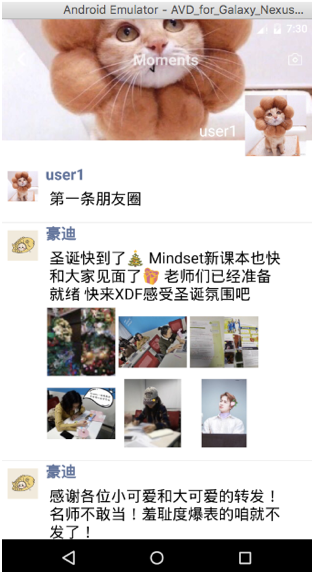 Android Emulator - AVD_for_Galaxy_Nexus...
7:30
Moments
user1
user1
第一条朋友圈
豪迪
圣诞快到了🎄 Mindset新课本也快
和大家见面了🎁 老师们已经准备
就绪 快来XDF感受圣诞氛围吧
豪迪
感谢各位小可爱和大可爱的转发！
名师不敢当！羞耻度爆表的咱就不
发了！